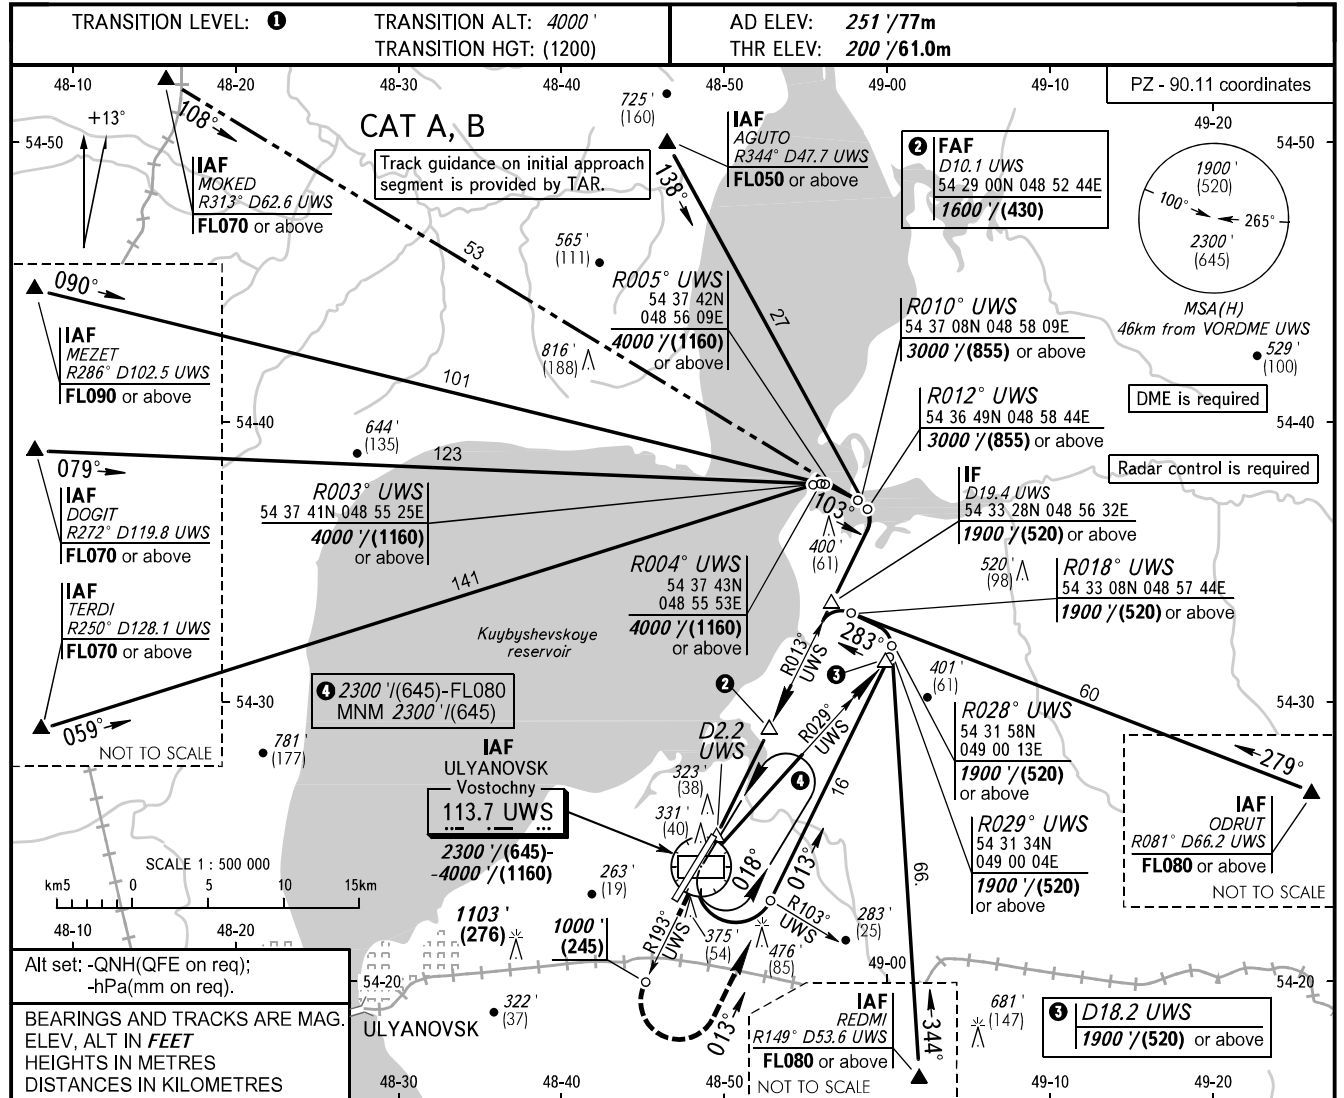 TRANSITION LEVEL: ❶
TRANSITION ALT: 4000 '
TRANSITION HGT: (1200)
AD ELEV: 251 '/77m
THR ELEV: 200 '/61.0m
48-10
48-20
48-30
48-40
48-50
49-00
49-10
PZ - 90.11 coordinates
49-20
+13°
54-50
54-50
108°
IAF
MOKED
R313° D62.6 UWS
FL070 or above
CAT A, B
Track guidance on initial approach
segment is provided by TAR.
725 '
(160)
IAF
AGUTO
R344° D47.7 UWS
FL050 or above
138°
❷ FAF
D10.1 UWS
54 29 00N 048 52 44E
1600 '/(430)
1900 '
(520)
100°
265°
2300 '
(645)
MSA(H)
46km from VORDME UWS
529 '
(100)
53
565 '
(111)
27
R005° UWS
54 37 42N
048 56 09E
4000 '/(1160)
or above
R010° UWS
54 37 08N 048 58 09E
3000 '/(855) or above
090°
IAF
MEZET
R286° D102.5 UWS
FL090 or above
816 '
(188)
101
DME is required
R012° UWS
54 36 49N 048 58 44E
3000 '/(855) or above
54-40
54-40
644 '
(135)
123
079°
Radar control is required
IAF
DOGIT
R272° D119.8 UWS
FL070 or above
R003° UWS
54 37 41N 048 55 25E
4000 '/(1160)
or above
103°
IF
D19.4 UWS
54 33 28N 048 56 32E
1900 '/(520) or above
400 '
(61)
520 '
(98)
R004° UWS
54 37 43N
048 55 53E
4000 '/(1160)
or above
R018° UWS
54 33 08N 048 57 44E
1900 '/(520) or above
141
IAF
TERDI
R250° D128.1 UWS
FL070 or above
Kuybyshevskoye
reservoir
R013°
UWS
283°
❸
401 '
(61)
60
❹ 2300 '/(645)-FL080
MNM 2300 '/(645)
❷
54-30
54-30
059°
NOT TO SCALE
781 '
(177)
R029°
UWS
R028° UWS
54 31 58N
049 00 13E
1900 '/(520)
or above
D2.2
UWS
IAF
ULYANOVSK
Vostochny
113.7 UWS
2300 '/(645)-
-4000 '/(1160)
323 '
(38)
331 '
(40)
❹
16
279°
IAF
ODRUT
R081° D66.2 UWS
FL080 or above
NOT TO SCALE
R029° UWS
54 31 34N
049 00 04E
1900 '/(520)
or above
SCALE 1 : 500 000
km5 0 5 10 15km
263 '
(19)
018°
013°
66
R103°
UWS
283 '
(25)
48-10
48-20
1103 '
(276)
1000 '
(245)
R193°
UWS
375 '
(54)
476 '
(85)
49-00
54-20
54-20
Alt set: -QNH(QFE on req);
-hPa(mm on req).
BEARINGS AND TRACKS ARE MAG.
ELEV, ALT IN FEET
HEIGHTS IN METRES
DISTANCES IN KILOMETRES
322 '
(37)
ULYANOVSK
013°
IAF
REDMI
R149° D53.6 UWS
FL080 or above
NOT TO SCALE
344°
681 '
(147)
❸ D18.2 UWS
1900 '/(520) or above
48-30
48-40
48-50
49-10
49-20